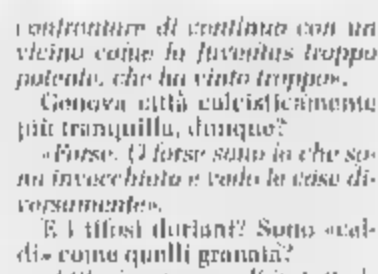 confrontare di continuo con un
vicino come la Juventus troppo
potente, che ha vinto troppo».
Genova città calcisticamente
più tranquilla, dunque?
«Forse. O forse sono io che so-
no invecchiato e vedo le cose di-
versamente».
E i tifosi doriani? Sono «cal-
di» come quelli granata?